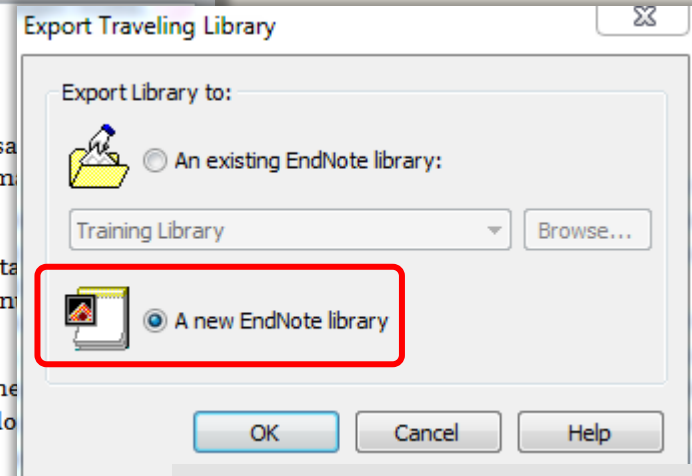 Export Traveling Library
Export Library to:
An existing EndNote library:
Training Library
Browse...
A new EndNote library
OK
Cancel
Help